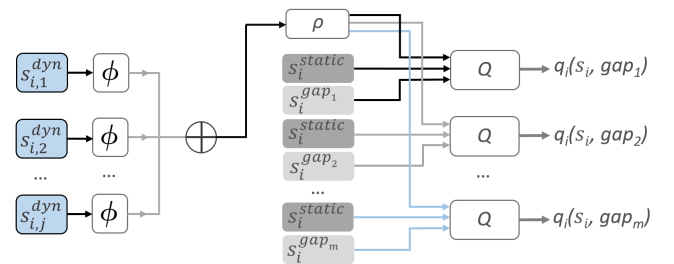 ρ
s_{i,1}^{dyn} ϕ
s_i^{static}
Q q_i(s_i, gap_1)
s_i^{gap_1}
s_{i,2}^{dyn} ϕ
s_i^{static}
Q q_i(s_i, gap_2)
s_i^{gap_2}
... ... ...
...
s_{i,j}^{dyn} ϕ
s_i^{static}
Q q_i(s_i, gap_m)
s_i^{gap_m}